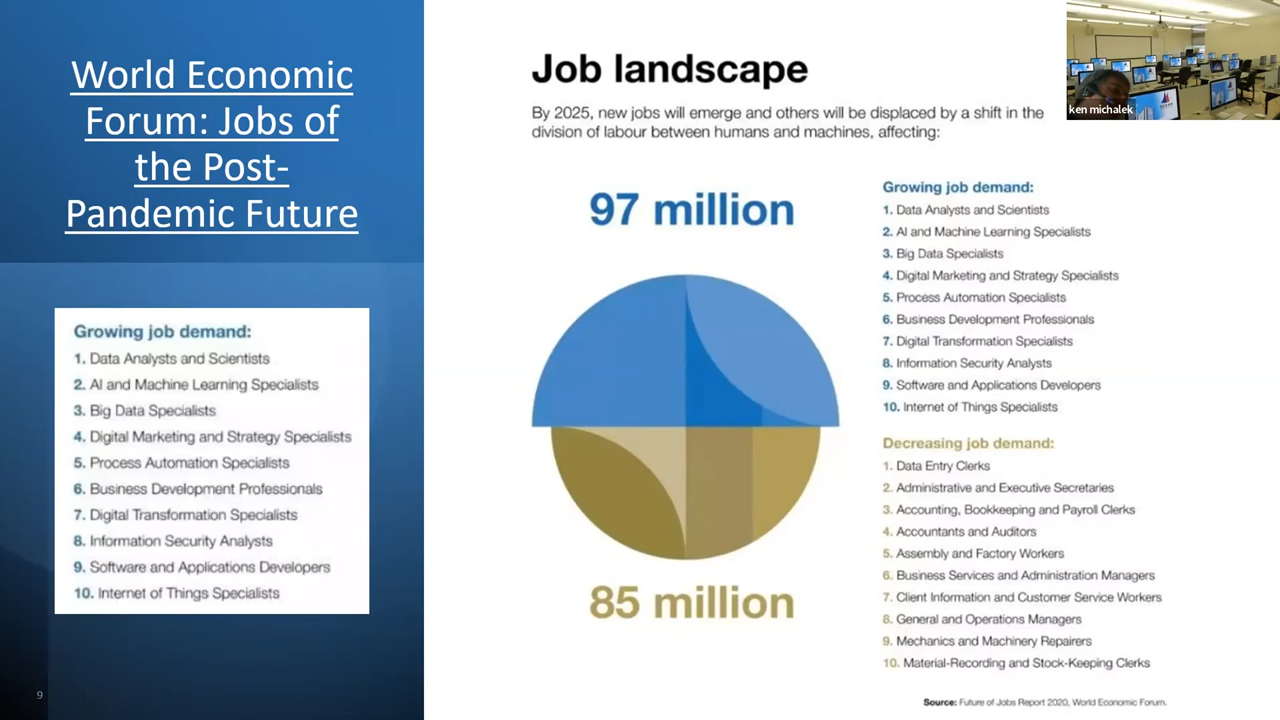 World Economic
Forum: Jobs of
the Post-
Pandemic Future
Growing job demand:
1. Data Analysts and Scientists
2. AI and Machine Learning Specialists
3. Big Data Specialists
4. Digital Marketing and Strategy Specialists
5. Process Automation Specialists
6. Business Development Professionals
7. Digital Transformation Specialists
8. Information Security Analysts
9. Software and Applications Developers
10. Internet of Things Specialists
9
Job landscape
By 2025, new jobs will emerge and others will be displaced by a shift in the
division of labour between humans and machines, affecting:
97 million
85 million
Growing job demand:
1. Data Analysts and Scientists
2. AI and Machine Learning Specialists
3. Big Data Specialists
4. Digital Marketing and Strategy Specialists
5. Process Automation Specialists
6. Business Development Professionals
7. Digital Transformation Specialists
8. Information Security Analysts
9. Software and Applications Developers
10. Internet of Things Specialists
Decreasing job demand:
1. Data Entry Clerks
2. Administrative and Executive Secretaries
3. Accounting, Bookkeeping and Payroll Clerks
4. Accountants and Auditors
5. Assembly and Factory Workers
6. Business Services and Administration Managers
7. Client Information and Customer Service Workers
8. General and Operations Managers
9. Mechanics and Machinery Repairers
10. Material-Recording and Stock-Keeping Clerks
Source: Future of Jobs Report 2020, World Economic Forum.
ken michalek